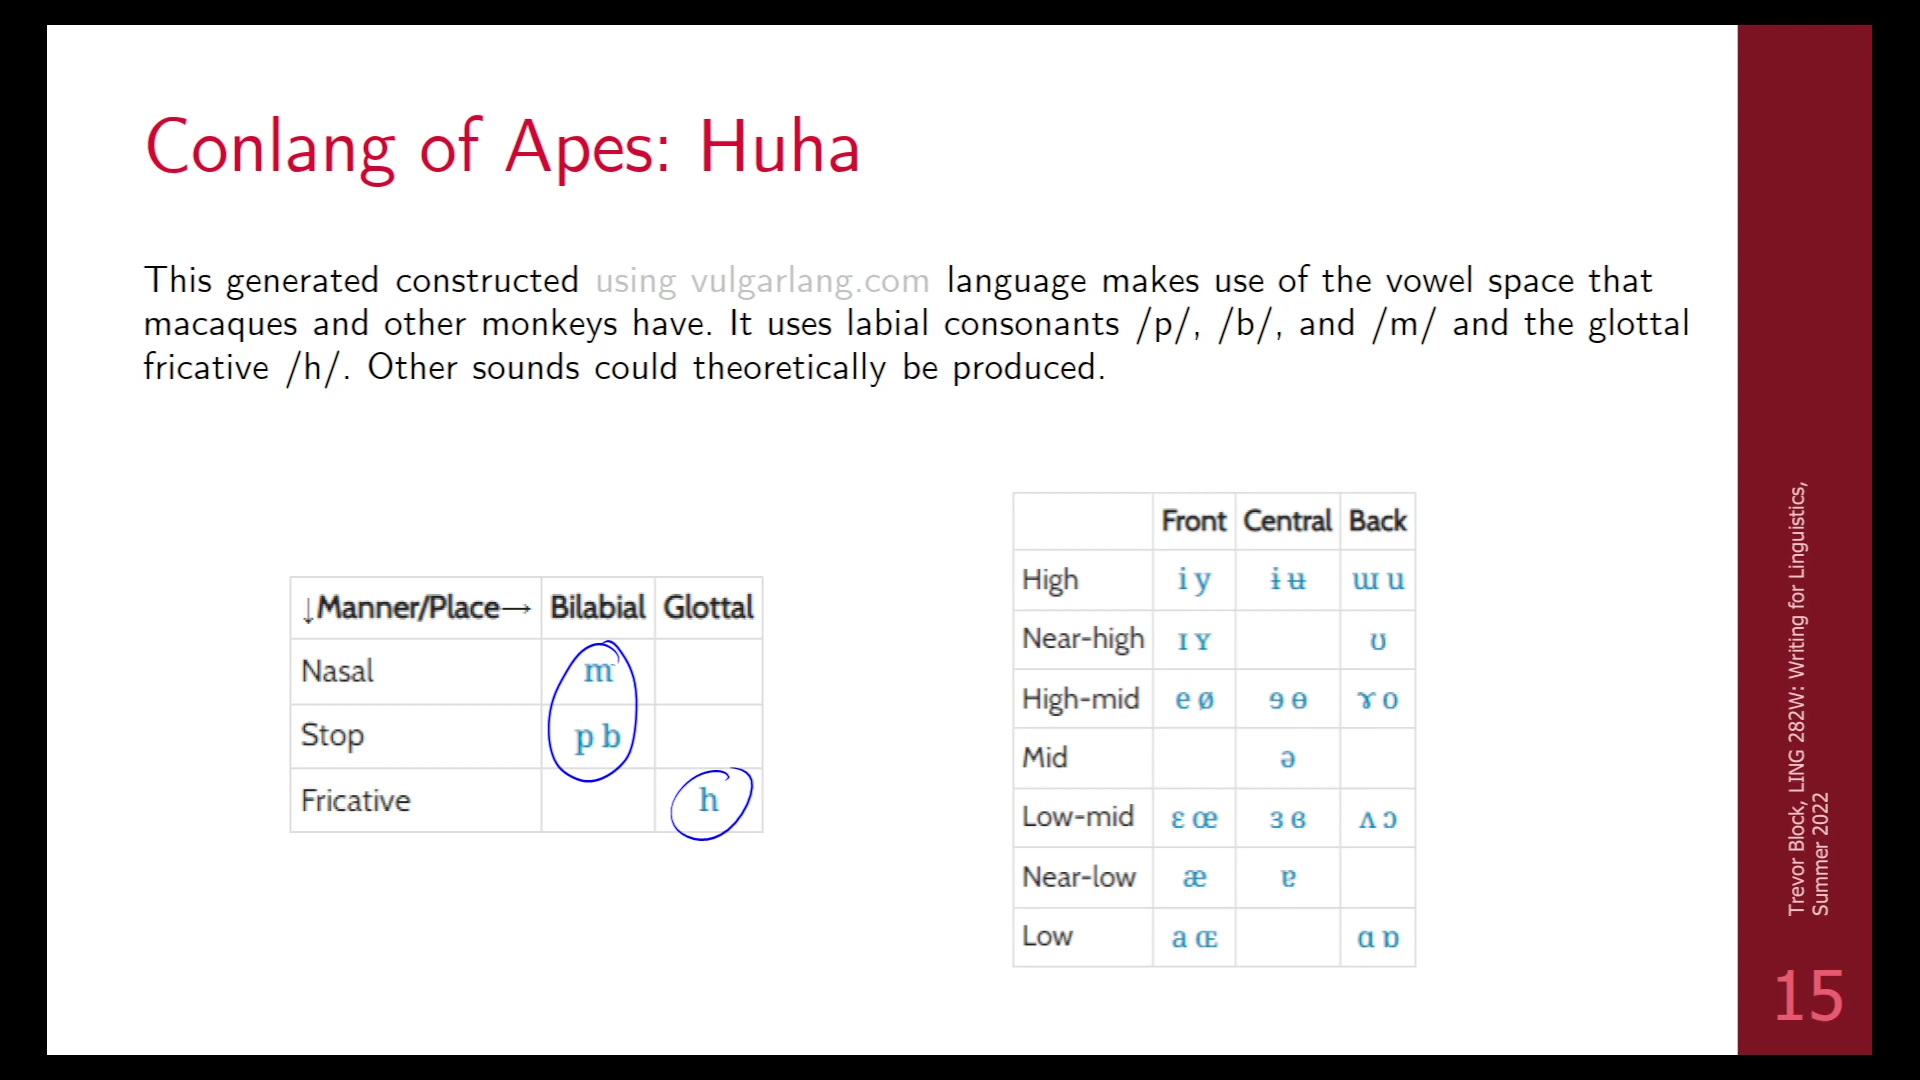 Conlang of Apes: Huha
This generated constructed using vulgarlang.com language makes use of the vowel space that
macaques and other monkeys have. It uses labial consonants /p/, /b/, and /m/ and the glottal
fricative /h/. Other sounds could theoretically be produced.
↓Manner/Place→ Bilabial Glottal
Nasal m
Stop p b
Fricative h
Front Central Back
High i y ɨ ʉ ɯ u
Near-high ɪ ʏ ʊ
High-mid e ø ɘ ɵ ɤ o
Mid ə
Low-mid ɛ œ ɜ ɞ ʌ ɔ
Near-low æ ɐ
Low a ɶ ɑ ɒ
Trevor Block, LING 282W: Writing for Linguistics,
Summer 2022
15